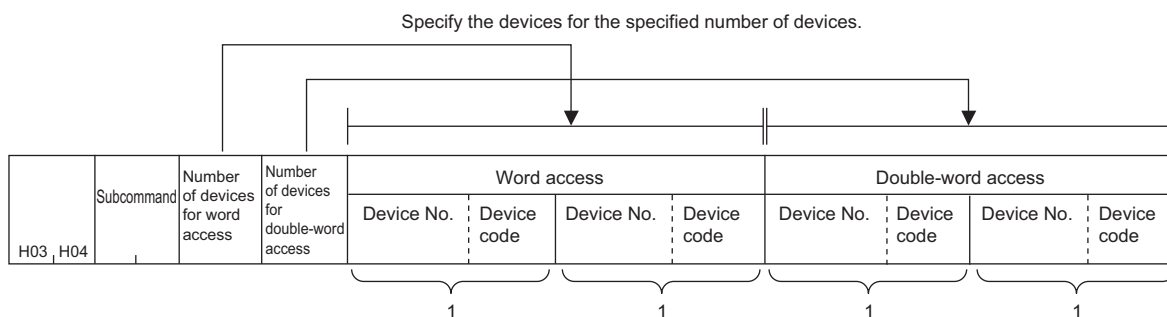 Specify the devices for the specified number of devices.
H03 H04
Subcommand
Number
of devices
for word
access
Number
of devices
for
double-word
access
Word access
Double-word access
Device No.
Device
code
Device No.
Device
code
Device No.
Device
code
Device No.
Device
code
1
1
1
1